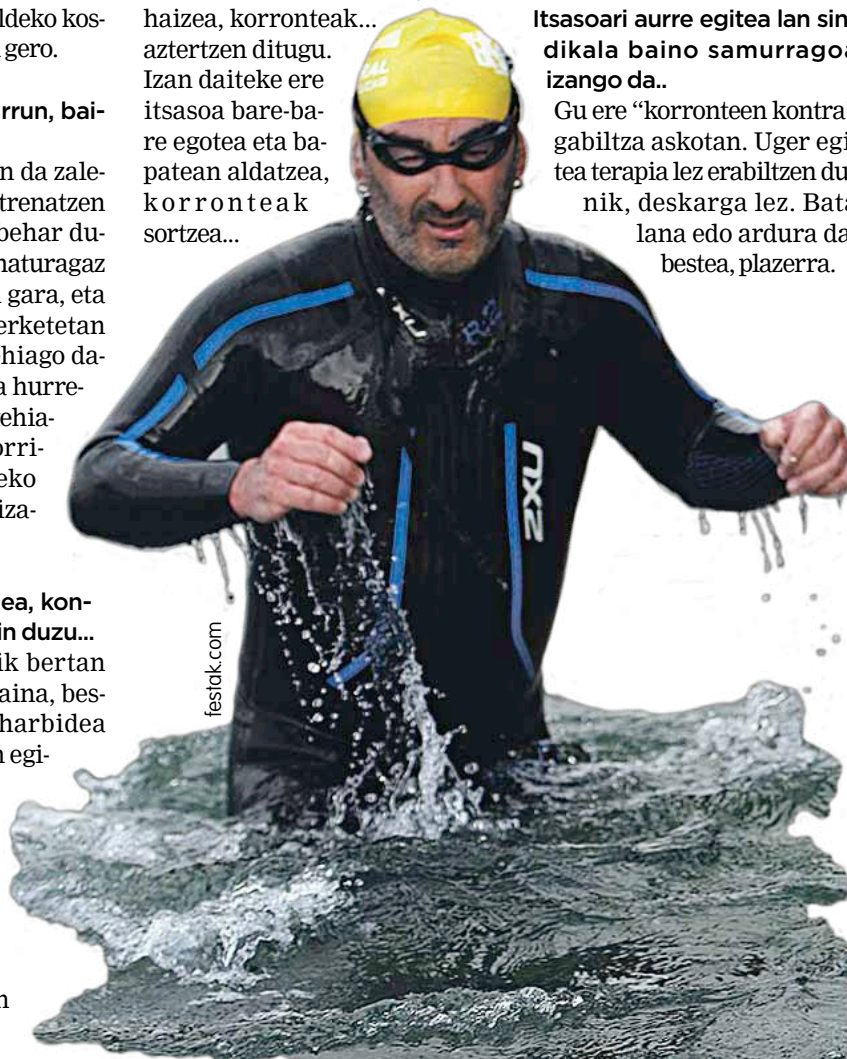 ldeko kos-
gero.
rrun, bai-
n da zale-
trenatzen
behar du-
naturagaz
gara, eta
erketetan
ehiago da-
a hurre-
ehia-
orri-
eko
iza-
ea, kon-
in duzu...
ik bertan
aina, bes-
harbidea
n egi-
n
haizea, korronteak...
aztertzen ditugu.
Izan daiteke ere
itsasoa bare-ba-
re egotea eta ba-
patean aldatzea,
korronteak
sortzea...
Itsasoari aurre egitea lan sin-
dikala baino samurragoa
izango da..
Gu ere “korronteen kontra
gabiltza askotan. Uger egi-
tea terapia lez erabiltzen du
nik, deskarga lez. Bata
lana edo ardura da
bestea, plazerra.
RAL
R:2
2XU
festak.com